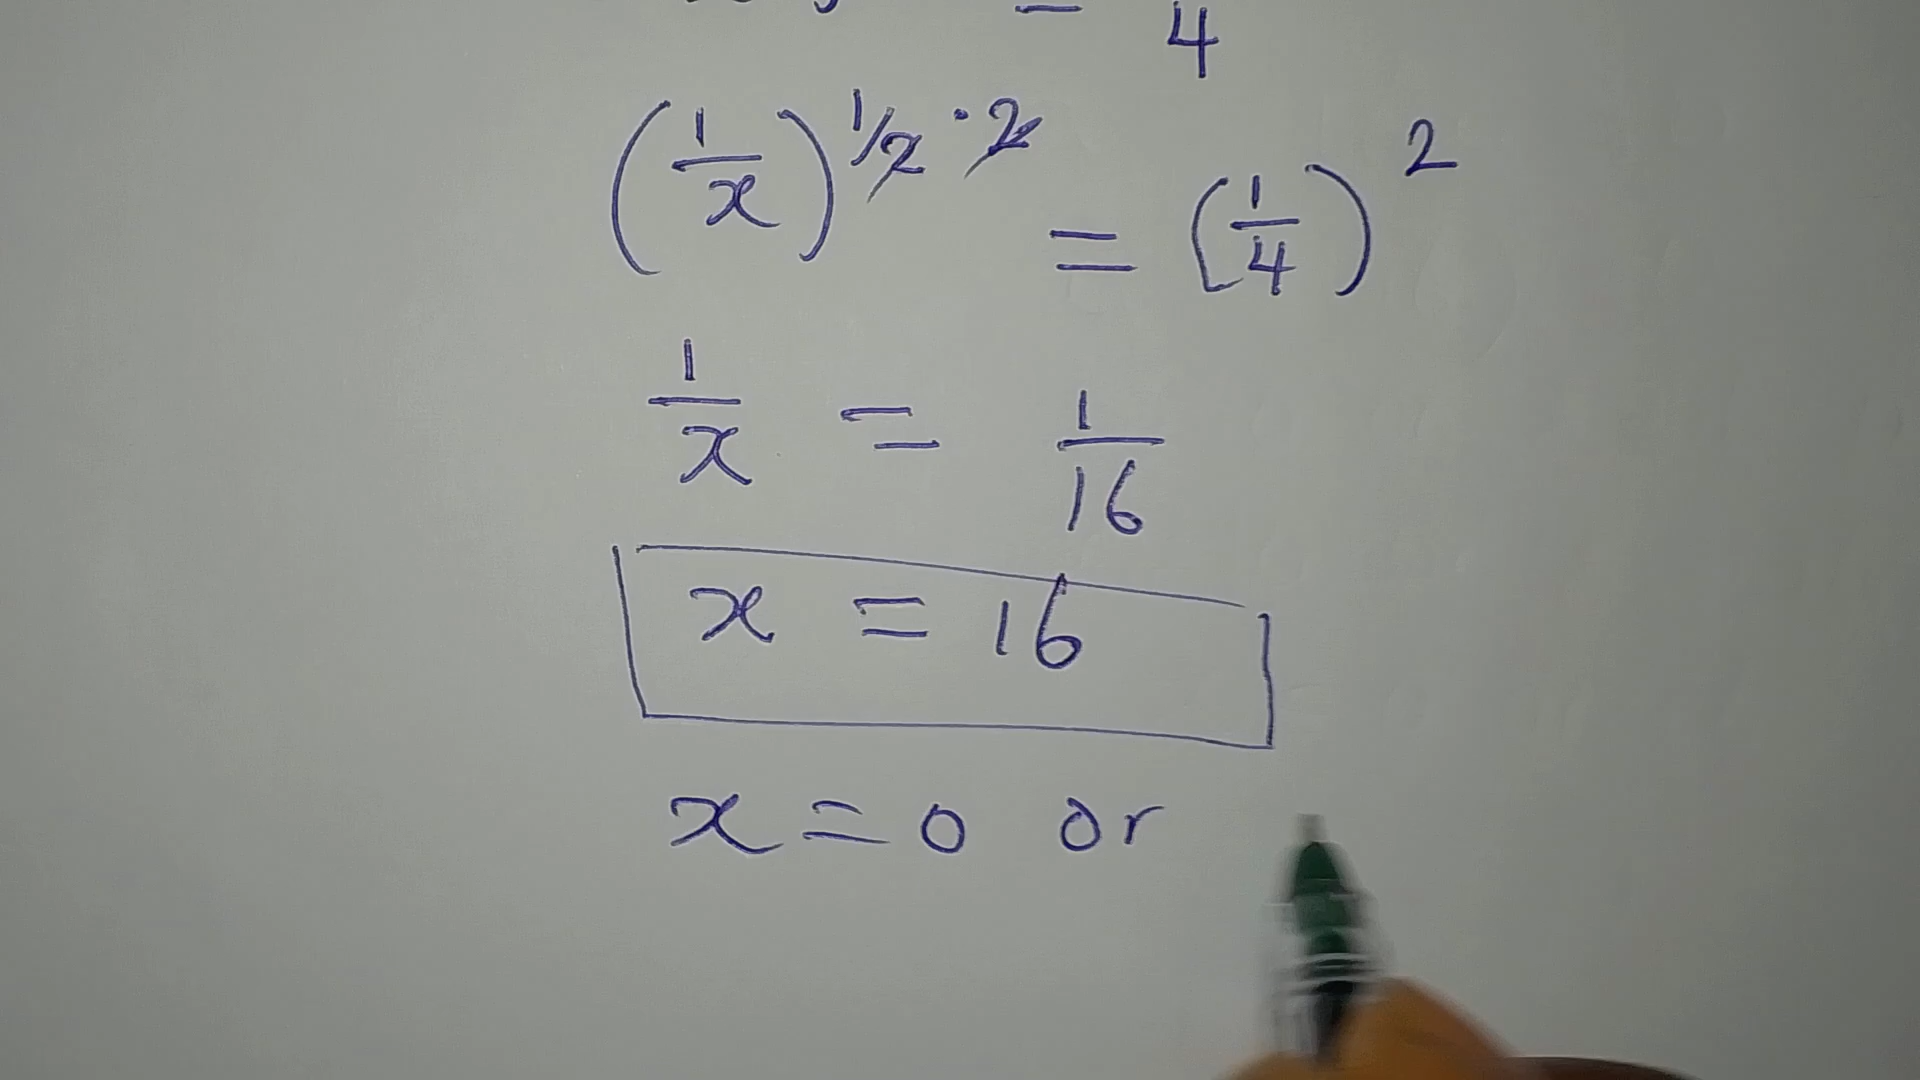 = 4
(1/x)^1/2 · 2 = (1/4)^2
1/x = 1/16
x = 16
x = 0 or